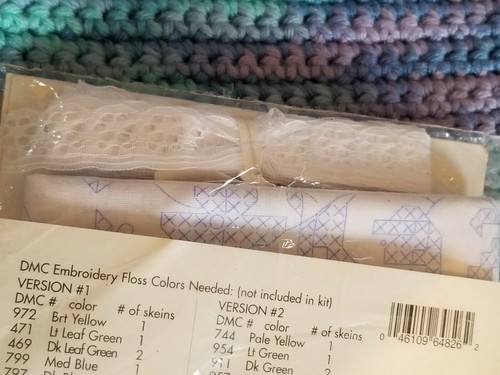 DMC Embroidery Floss Colors Needed: (not included in kit)
VERSION #1
DMC # color # of skeins
972 Brt Yellow 1
471 Lt Leaf Green 1
469 Dk Leaf Green 2
799 Med Blue 1
797
VERSION #2
DMC # color # of skeins
744 Pale Yellow 1
954 Lt Green 1
911 Dk Green 2
0 46109 64826 2